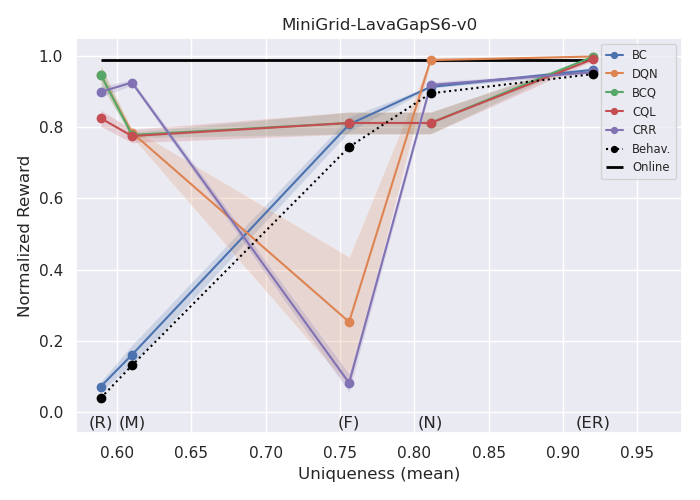 MiniGrid-LavaGapS6-v0
Normalized Reward
1.0
0.8
0.6
0.4
0.2
0.0
BC
DQN
BCQ
CQL
CRR
Behav.
Online
(R) (M) (F) (N) (ER)
0.60 0.65 0.70 0.75 0.80 0.85 0.90 0.95
Uniqueness (mean)